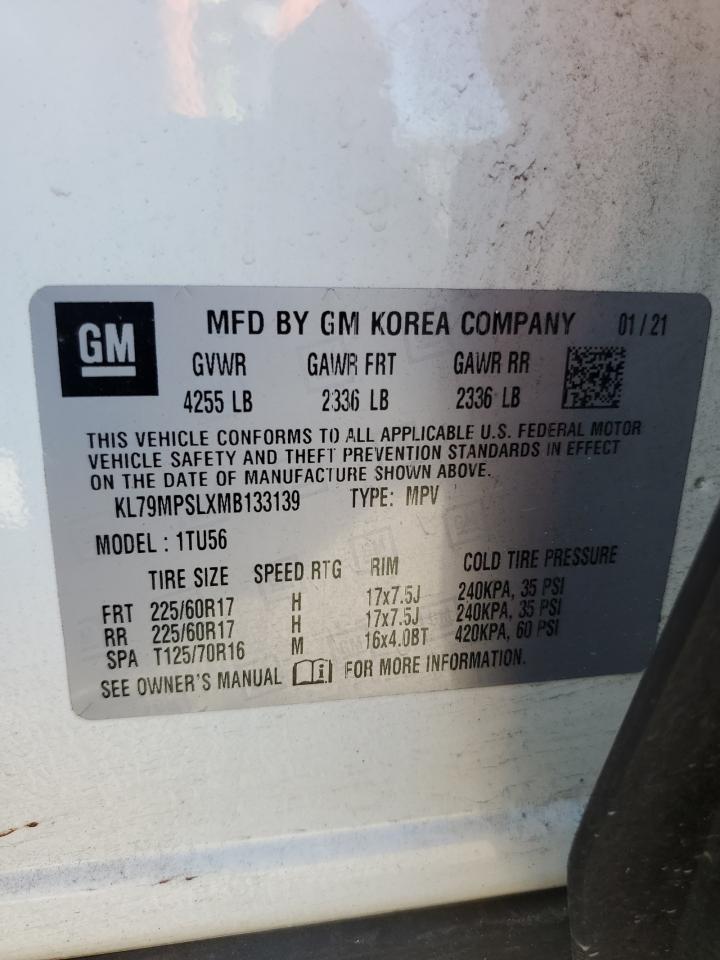 GM
MFD BY GM KOREA COMPANY 01/21
GVWR GAWR FRT GAWR RR
4255 LB 2336 LB 2336 LB
THIS VEHICLE CONFORMS TO ALL APPLICABLE U.S. FEDERAL MOTOR
VEHICLE SAFETY AND THEFT PREVENTION STANDARDS IN EFFECT
ON THE DATE OF MANUFACTURE SHOWN ABOVE.
KL79MPSLXMB133139 TYPE: MPV
MODEL : 1TU56
TIRE SIZE SPEED RTG RIM COLD TIRE PRESSURE
FRT 225/60R17 H 17x7.5J 240KPA, 35 PSI
RR 225/60R17 H 17x7.5J 240KPA, 35 PSI
SPA T125/70R16 M 16x4.0BT 420KPA, 60 PSI
SEE OWNER'S MANUAL FOR MORE INFORMATION.